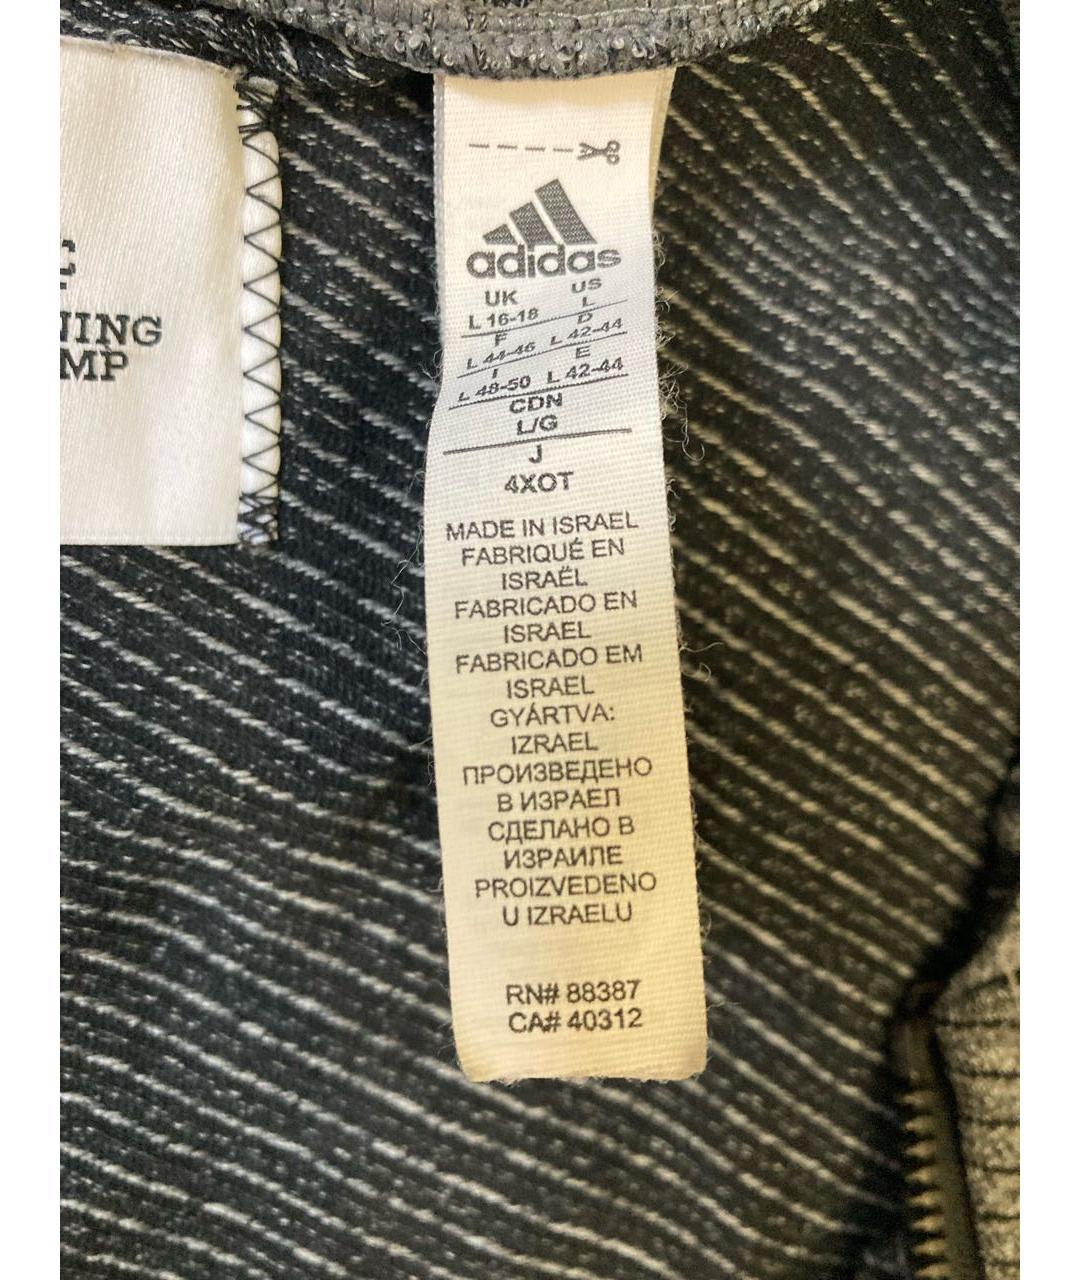 C
NING
MP
adidas
UK US
L 16-18 L
F D
L 44-46 L 42-44
I E
L 48-50 L 42-44
CDN
L/G
J
4XOT
MADE IN ISRAEL
FABRIQUÉ EN
ISRAËL
FABRICADO EN
ISRAEL
FABRICADO EM
ISRAEL
GYÁRTVA:
IZRAEL
ПРОИЗВЕДЕНО
В ИЗРАЕЛ
СДЕЛАНО В
ИЗРАИЛЕ
PROIZVEDENO
U IZRAELU
RN# 88387
CA# 40312